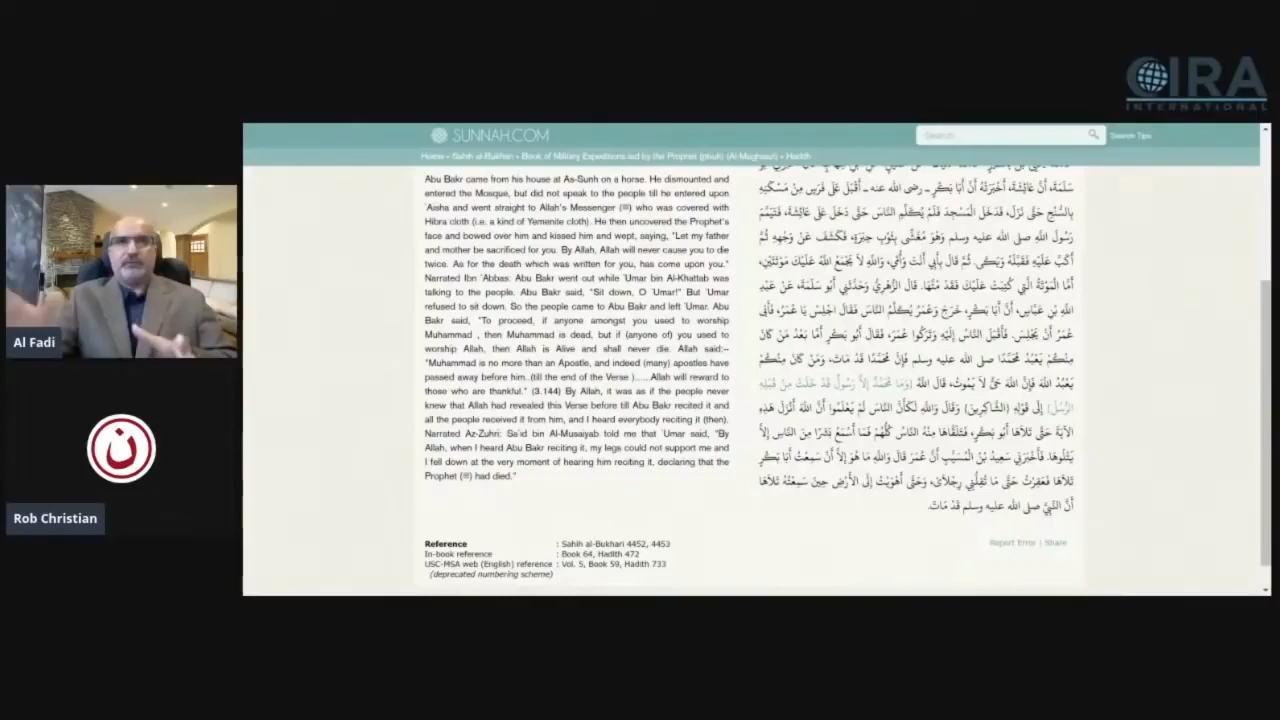 CIRA
INTERNATIONAL
SUNNAH.COM
Search
Search Tips
Home » Sahih al-Bukhari » Book of Military Expeditions led by the Prophet (pbuh) (Al-Maghaazi) » Hadith
Abu Bakr came from his house at As-Sunh on a horse. He dismounted and
entered the Mosque, but did not speak to the people till he entered upon
`Aisha and went straight to Allah's Messenger (ﷺ) who was covered with
Hibra cloth (i.e. a kind of Yemenite cloth). He then uncovered the Prophet's
face and bowed over him and kissed him and wept, saying, "Let my father
and mother be sacrificed for you. By Allah, Allah will never cause you to die
twice. As for the death which was written for you, has come upon you."
Narrated Ibn `Abbas: Abu Bakr went out while `Umar bin Al-Khattab was
talking to the people. Abu Bakr said, "Sit down, O `Umar!" But `Umar
refused to sit down. So the people came to Abu Bakr and left `Umar. Abu
Bakr said, "To proceed, if anyone amongst you used to worship
Muhammad , then Muhammad is dead, but if (anyone of) you used to
worship Allah, then Allah is Alive and shall never die. Allah said:--
"Muhammad is no more than an Apostle, and indeed (many) apostles have
passed away before him..(till the end of the Verse )......Allah will reward to
those who are thankful." (3.144) By Allah, it was as if the people never
knew that Allah had revealed this Verse before till Abu Bakr recited it and
all the people received it from him, and I heard everybody reciting it (then).
Narrated Az-Zuhri: Sa`id bin Al-Musaiyab told me that `Umar said, "By
Allah, when I heard Abu Bakr reciting it, my legs could not support me and
I fell down at the very moment of hearing him reciting it, declaring that the
Prophet (ﷺ) had died."
سَلَمَةَ، أَنَّ عَائِشَةَ، أَخْبَرَتْهُ أَنَّ أَبَا بَكْرٍ ـ رضى الله عنه ـ أَقْبَلَ عَلَى فَرَسٍ مِنْ مَسْكَنِهِ
بِالسُّنْحِ حَتَّى نَزَلَ، فَدَخَلَ الْمَسْجِدَ فَلَمْ يُكَلِّمِ النَّاسَ حَتَّى دَخَلَ عَلَى عَائِشَةَ، فَتَيَمَّمَ
رَسُولَ اللَّهِ صلى الله عليه وسلم وَهْوَ مُغَشًّى بِثَوْبِ حِبَرَةٍ، فَكَشَفَ عَنْ وَجْهِهِ ثُمَّ
أَكَبَّ عَلَيْهِ فَقَبَّلَهُ وَبَكَى. ثُمَّ قَالَ بِأَبِي أَنْتَ وَأُمِّي، وَاللَّهِ لاَ يَجْمَعُ اللَّهُ عَلَيْكَ مَوْتَتَيْنِ،
أَمَّا الْمَوْتَةُ الَّتِي كُتِبَتْ عَلَيْكَ فَقَدْ مُتَّهَا. قَالَ الزُّهْرِيُّ وَحَدَّثَنِي أَبُو سَلَمَةَ، عَنْ عَبْدِ
اللَّهِ بْنِ عَبَّاسٍ، أَنَّ أَبَا بَكْرٍ، خَرَجَ وَعُمَرُ يُكَلِّمُ النَّاسَ فَقَالَ اجْلِسْ يَا عُمَرُ، فَأَبَى
عُمَرُ أَنْ يَجْلِسَ. فَأَقْبَلَ النَّاسُ إِلَيْهِ وَتَرَكُوا عُمَرَ، فَقَالَ أَبُو بَكْرٍ أَمَّا بَعْدُ مَنْ كَانَ
مِنْكُمْ يَعْبُدُ مُحَمَّدًا صلى الله عليه وسلم فَإِنَّ مُحَمَّدًا قَدْ مَاتَ، وَمَنْ كَانَ مِنْكُمْ
يَعْبُدُ اللَّهَ فَإِنَّ اللَّهَ حَىٌّ لاَ يَمُوتُ، قَالَ اللَّهُ {وَمَا مُحَمَّدٌ إِلاَّ رَسُولٌ قَدْ خَلَتْ مِنْ قَبْلِهِ
الرُّسُلُ} إِلَى قَوْلِهِ {الشَّاكِرِينَ} وَقَالَ وَاللَّهِ لَكَأَنَّ النَّاسَ لَمْ يَعْلَمُوا أَنَّ اللَّهَ أَنْزَلَ هَذِهِ
الآيَةَ حَتَّى تَلاَهَا أَبُو بَكْرٍ، فَتَلَقَّاهَا مِنْهُ النَّاسُ كُلُّهُمْ فَمَا أَسْمَعُ بَشَرًا مِنَ النَّاسِ إِلاَّ
يَتْلُوهَا. فَأَخْبَرَنِي سَعِيدُ بْنُ الْمُسَيَّبِ أَنَّ عُمَرَ قَالَ وَاللَّهِ مَا هُوَ إِلاَّ أَنْ سَمِعْتُ أَبَا بَكْرٍ
تَلاَهَا فَعَقِرْتُ حَتَّى مَا تُقِلُّنِي رِجْلاَىَ، وَحَتَّى أَهْوَيْتُ إِلَى الأَرْضِ حِينَ سَمِعْتُهُ تَلاَهَا
أَنَّ النَّبِيَّ صلى الله عليه وسلم قَدْ مَاتَ.
Reference : Sahih al-Bukhari 4452, 4453
In-book reference : Book 64, Hadith 472
USC-MSA web (English) reference : Vol. 5, Book 59, Hadith 733
(deprecated numbering scheme)
Report Error | Share
Al Fadi
ن
Rob Christian